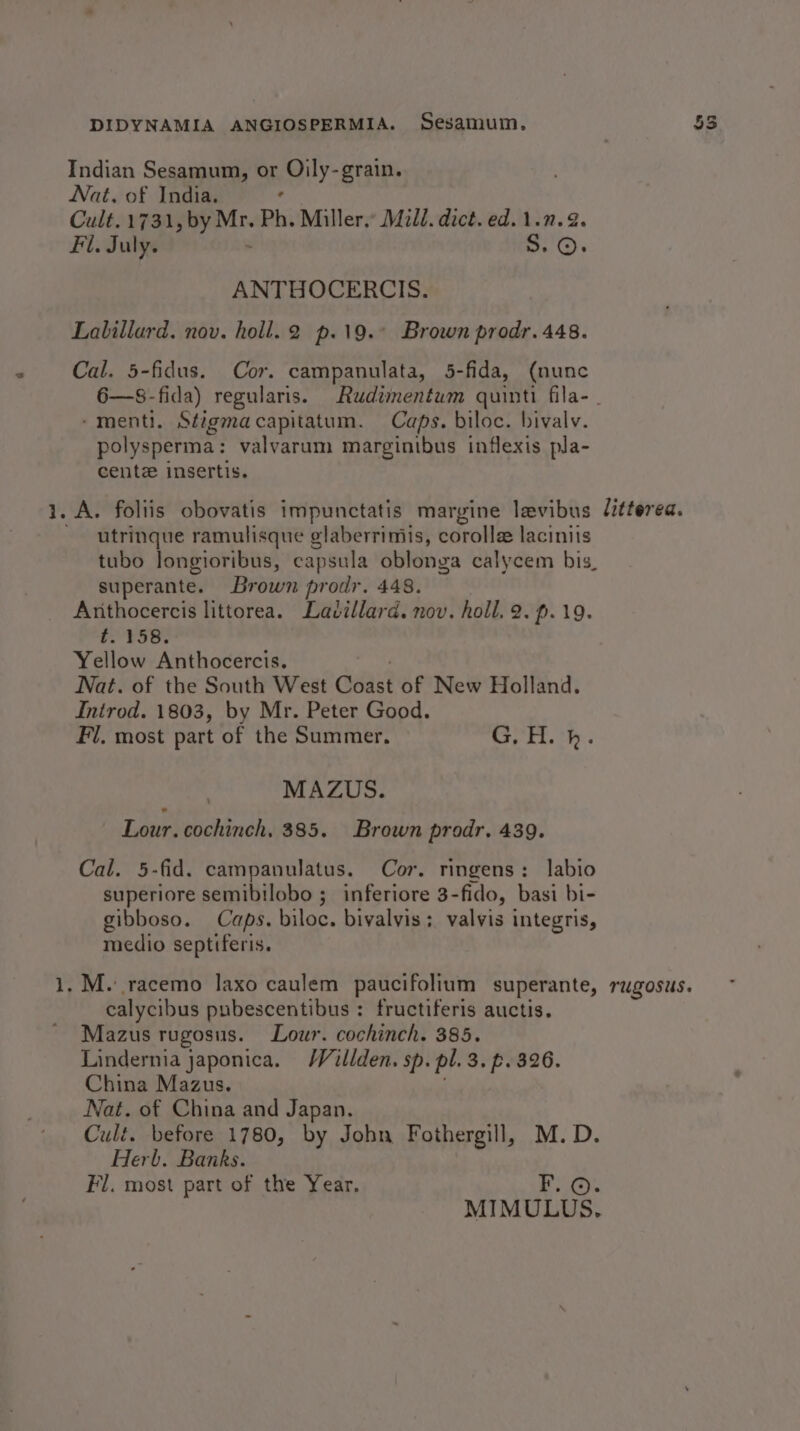 DIDYNAMIA ANGIOSPERMIA. Sesamum. 53
Indian Sesamum, or Oily-grain.
Nat. of India.
Cult. 1731, by Mr. Ph. Miller. Mill. dict. ed. 1. n. 2.
Fl. July. S. ☉.
ANTHOCERCIS.
Labillard. nov. holl. 2 p. 19. Brown prodr. 448.
Cal. 5-fidus. Cor. campanulata, 5-fida, (nunc
6—8-fida) regularis. Rudimentum quinti fila-
menti. Stigma capitatum. Caps. biloc. bivalv.
polysperma: valvarum marginibus inflexis pla-
centæ insertis.
1. A. foliis obovatis impunctatis margine lævibus litterea.
utrinque ramulisque glaberrimis, corollæ laciniis
tubo longioribus, capsula oblonga calycem bis
superante. Brown prodr. 448.
Anthocercis littorea. Labillard. nov. holl. 2. p. 19.
t. 158.
Yellow Anthocercis.
Nat. of the South West Coast of New Holland.
Introd. 1803, by Mr. Peter Good.
Fl. most part of the Summer. G. H. ♄.
MAZUS.
Lour. cochinch. 385. Brown prodr. 439.
Cal. 5-fid. campanulatus. Cor. ringens: labio
superiore semibilobo; inferiore 3-fido, basi bi-
gibboso. Caps. biloc. bivalvis; valvis integris,
medio septiferis.
1. M. racemo laxo caulem paucifolium superante, rugosus.
calycibus pubescentibus: fructiferis auctis.
Mazus rugosus. Lour. cochinch. 385.
Lindernia japonica. Willden. sp. pl. 3. p. 326.
China Mazus.
Nat. of China and Japan.
Cult. before 1780, by John Fothergill, M. D.
Herb. Banks.
Fl. most part of the Year. F. ☉.
MIMULUS.